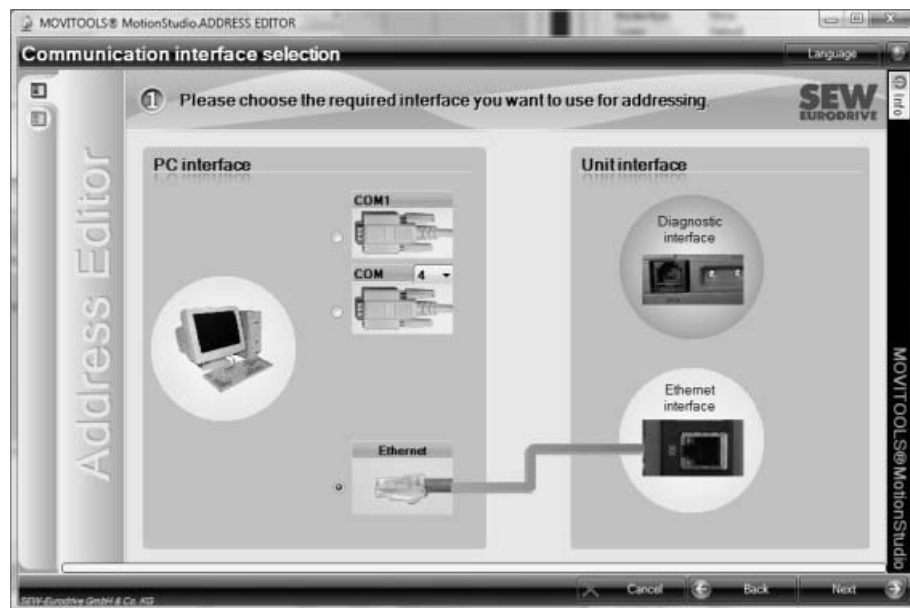 MOVITOOLS® MotionStudio.ADDRESS EDITOR
Communication interface selection
Language
1 Please choose the required interface you want to use for addressing.
SEW
EURODRIVE
Info
Address Editor
PC interface
Unit interface
COM1
COM 4
Ethernet
Diagnostic
interface
Ethernet
interface
MOVITOOLS®MotionStudio
SEW-Eurodrive GmbH & Co. KG
Cancel
Back
Next